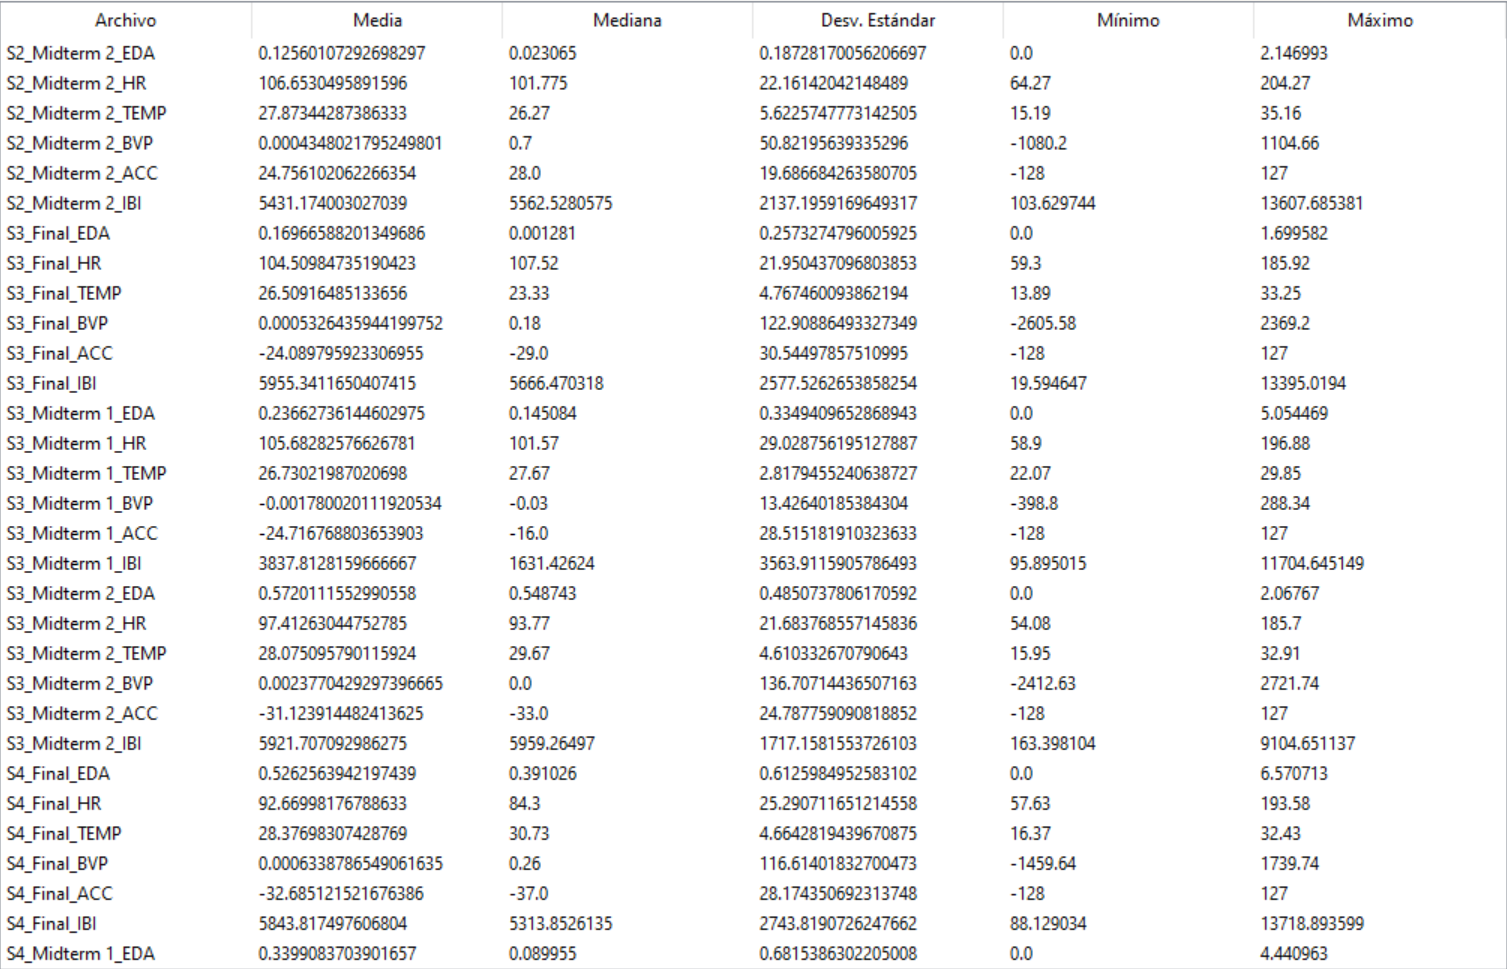 Archivo Media Mediana Desv. Estándar Mínimo Máximo
S2_Midterm 2_EDA 0.12560107292698297 0.023065 0.18728170056206697 0.0 2.146993
S2_Midterm 2_HR 106.6530495891596 101.775 22.16142042148489 64.27 204.27
S2_Midterm 2_TEMP 27.87344287386333 26.27 5.6225747773142505 15.19 35.16
S2_Midterm 2_BVP 0.0004348021795249801 0.7 50.82195639335296 -1080.2 1104.66
S2_Midterm 2_ACC 24.756102062266354 28.0 19.686684263580705 -128 127
S2_Midterm 2_IBI 5431.174003027039 5562.5280575 2137.1959169649317 103.629744 13607.685381
S3_Final_EDA 0.16966588201349686 0.001281 0.2573274796005925 0.0 1.699582
S3_Final_HR 104.50984735190423 107.52 21.950437096803853 59.3 185.92
S3_Final_TEMP 26.50916485133656 23.33 4.767460093862194 13.89 33.25
S3_Final_BVP 0.0005326435944199752 0.18 122.90886493327349 -2605.58 2369.2
S3_Final_ACC -24.089795923306955 -29.0 30.54497857510995 -128 127
S3_Final_IBI 5955.3411650407415 5666.470318 2577.5262653858254 19.594647 13395.0194
S3_Midterm 1_EDA 0.23662736144602975 0.145084 0.3349409652868943 0.0 5.054469
S3_Midterm 1_HR 105.68282576626781 101.57 29.028756195127887 58.9 196.88
S3_Midterm 1_TEMP 26.73021987020698 27.67 2.8179455240638727 22.07 29.85
S3_Midterm 1_BVP -0.001780020111920534 -0.03 13.42640185384304 -398.8 288.34
S3_Midterm 1_ACC -24.716768803653903 -16.0 28.515181910323633 -128 127
S3_Midterm 1_IBI 3837.8128159666667 1631.42624 3563.9115905786493 95.895015 11704.645149
S3_Midterm 2_EDA 0.5720111552990558 0.548743 0.4850737806170592 0.0 2.06767
S3_Midterm 2_HR 97.41263044752785 93.77 21.683768557145836 54.08 185.7
S3_Midterm 2_TEMP 28.075095790115924 29.67 4.610332670790643 15.95 32.91
S3_Midterm 2_BVP 0.00237704292973966​65 0.0 136.70714436507163 -2412.63 2721.74
S3_Midterm 2_ACC -31.123914482413625 -33.0 24.787759090818852 -128 127
S3_Midterm 2_IBI 5921.707092986275 5959.26497 1717.1581553726103 163.398104 9104.651137
S4_Final_EDA 0.5262563942197439 0.391026 0.6125984952583102 0.0 6.570713
S4_Final_HR 92.66998176788633 84.3 25.290711651214558 57.63 193.58
S4_Final_TEMP 28.37698307428769 30.73 4.6642819439670875 16.37 32.43
S4_Final_BVP 0.0006338786549061635 0.26 116.61401832700473 -1459.64 1739.74
S4_Final_ACC -32.685121521676386 -37.0 28.174350692313748 -128 127
S4_Final_IBI 5843.817497606804 5313.8526135 2743.8190726247662 88.129034 13718.893599
S4_Midterm 1_EDA 0.3399083703901657 0.089955 0.6815386302205008 0.0 4.440963